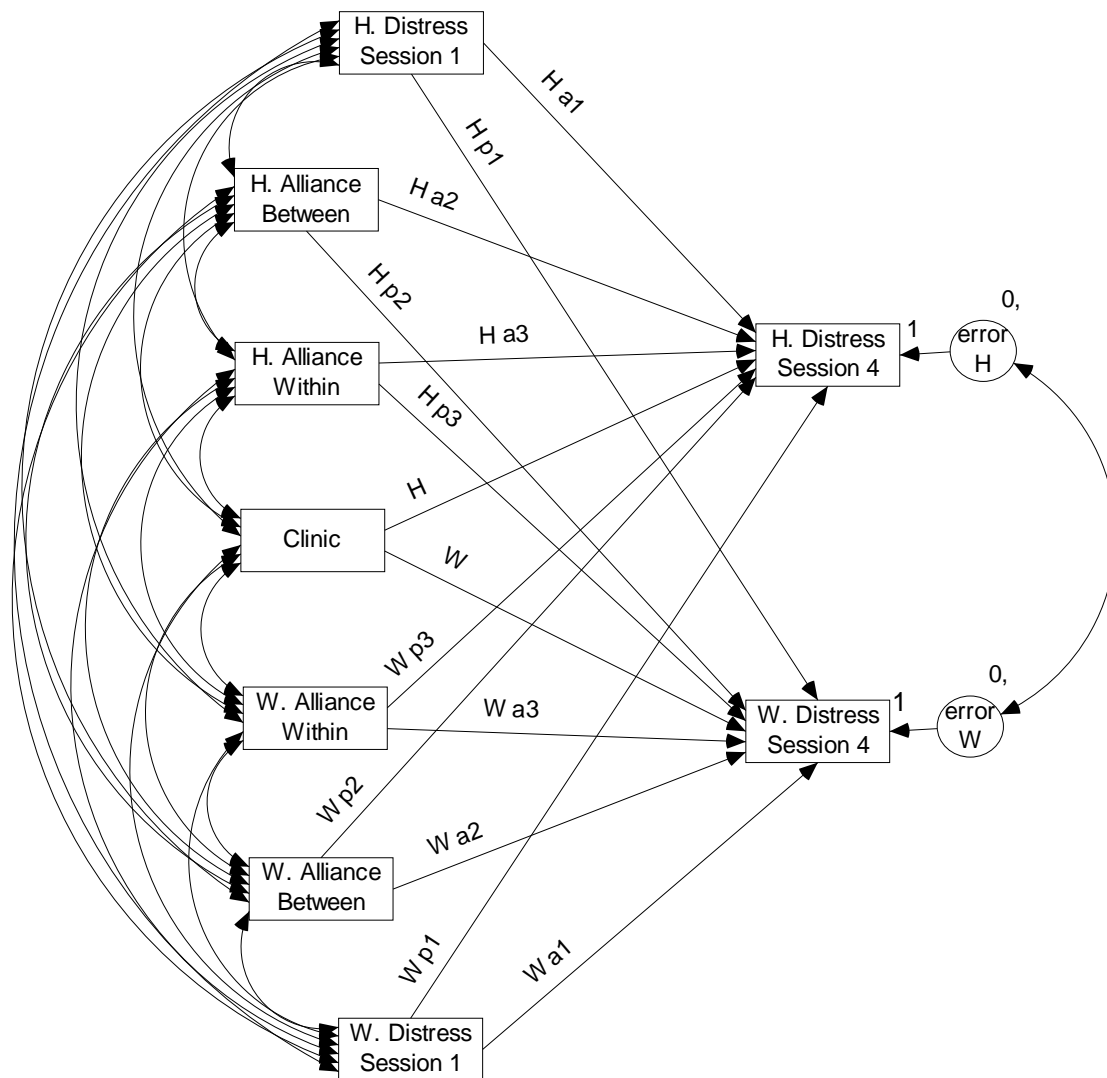 H. Distress
Session 1
H a1
H p1
H. Alliance
Between
H a2
H p2
0,
H. Alliance
Within
H a3
H p3
H. Distress
Session 4
1
error
H
Clinic
H
W
W. Alliance
Within
W p3
W a3
W. Distress
Session 4
1
0,
error
W
W. Alliance
Between
W p2
W a2
W. Distress
Session 1
W p1
W a1